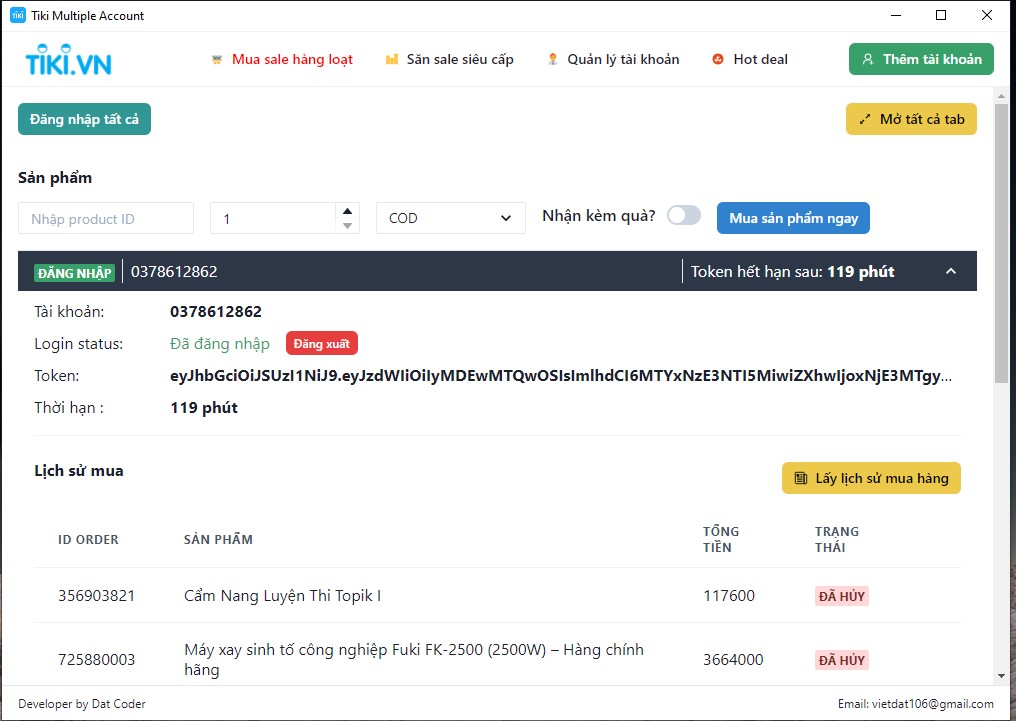 Tiki Multiple Account
TIKI.VN
Mua sale hàng loạt
Săn sale siêu cấp
Quản lý tài khoản
Hot deal
Thêm tài khoản
Đăng nhập tất cả
Mở tất cả tab
Sản phẩm
Nhập product ID
1
COD
Nhận kèm quà?
Mua sản phẩm ngay
ĐĂNG NHẬP
0378612862
Token hết hạn sau: 119 phút
Tài khoản: 0378612862
Login status: Đã đăng nhập Đăng xuất
Token: eyJhbGciOiJSUzI1NiJ9.eyJzdWIiOiIyMDEwMTQwOSIsImlhdCI6MTYxNzE3NTI5MiwiZXhwIjoxNjE3MTgy...
Thời hạn : 119 phút
Lịch sử mua
Lấy lịch sử mua hàng
ID ORDER
SẢN PHẨM
TỔNG
TIỀN
TRẠNG
THÁI
356903821
Cẩm Nang Luyện Thi Topik I
117600
ĐÃ HỦY
725880003
Máy xay sinh tố công nghiệp Fuki FK-2500 (2500W) – Hàng chính
hãng
3664000
ĐÃ HỦY
Developer by Dat Coder
Email: vietdat106@gmail.com